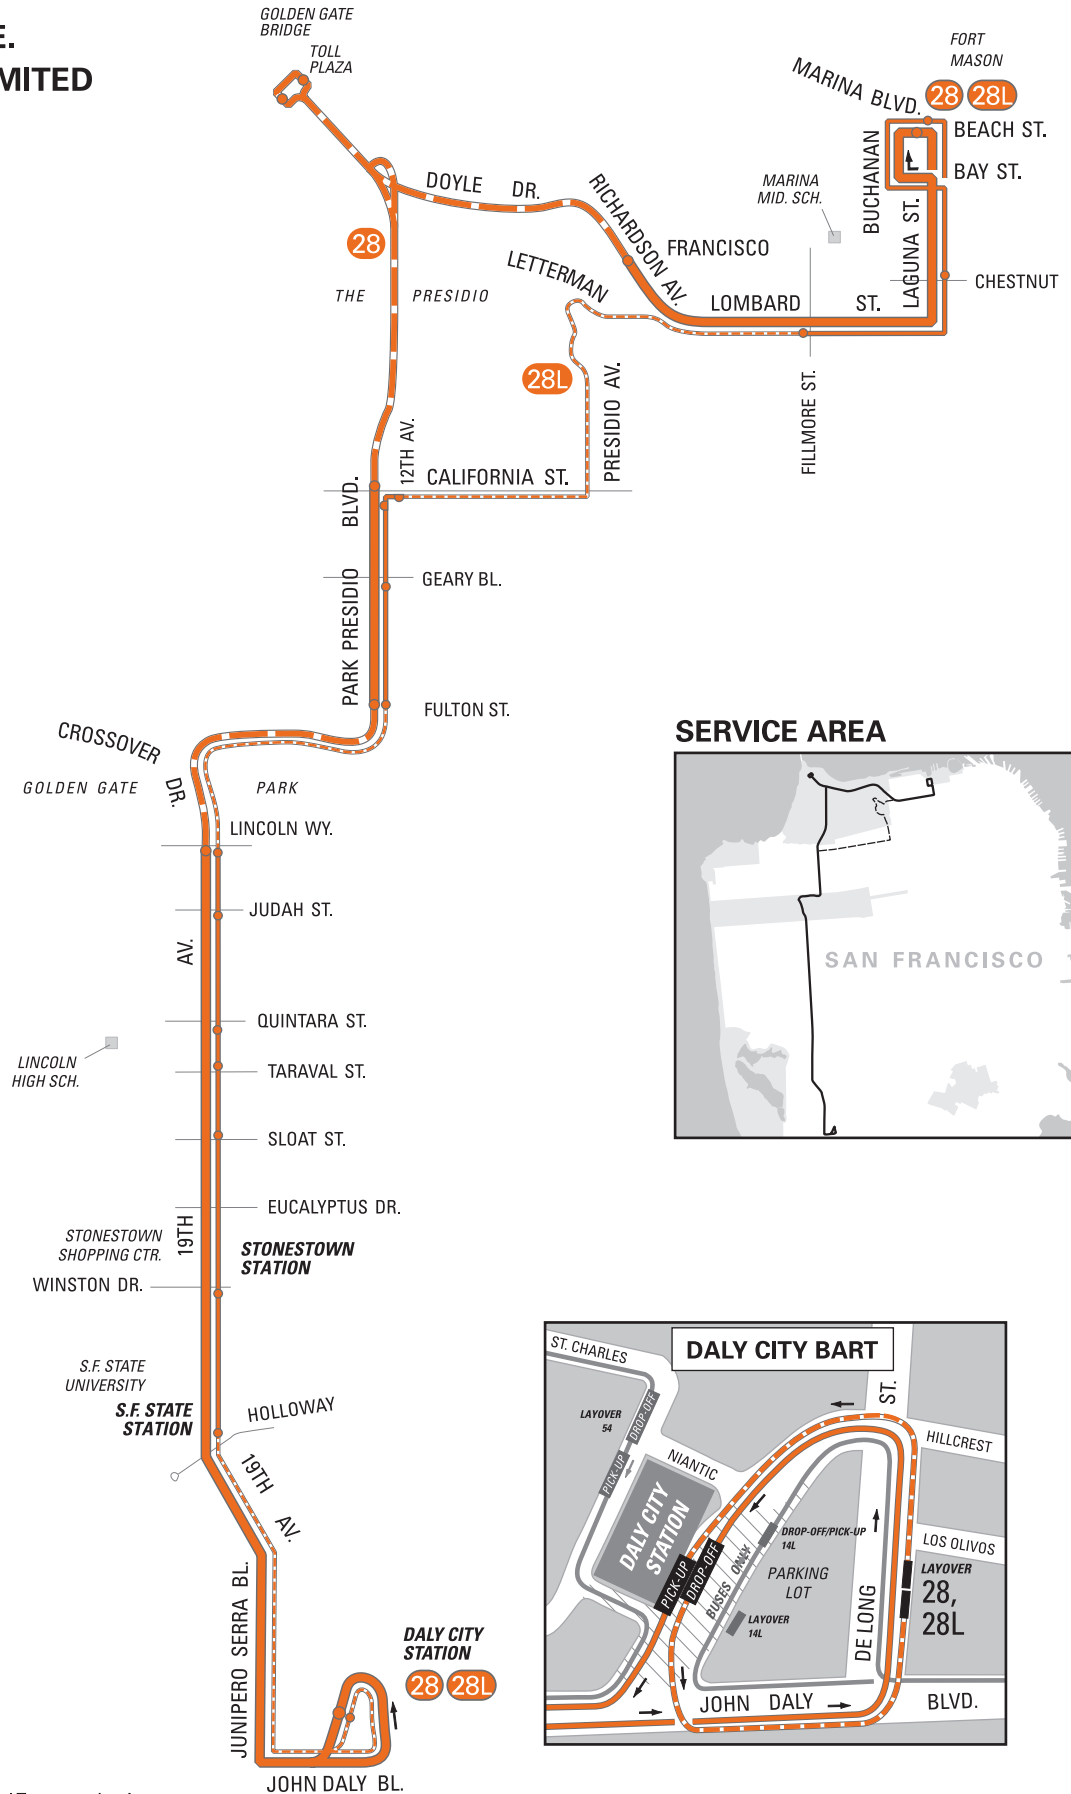 E.
MITED
GOLDEN GATE
BRIDGE
TOLL
PLAZA
FORT
MASON
28 28L
MARINA BLVD.
BEACH ST.
BUCHANAN
BAY ST.
MARINA
MID. SCH.
DOYLE DR.
RICHARDSON AV.
FRANCISCO
LAGUNA ST.
28
LETTERMAN
CHESTNUT
THE PRESIDIO
LOMBARD ST.
28L
PRESIDIO AV.
FILLMORE ST.
12TH AV.
CALIFORNIA ST.
PARK PRESIDIO BLVD.
GEARY BL.
FULTON ST.
CROSSOVER DR.
GOLDEN GATE PARK
LINCOLN WY.
JUDAH ST.
19TH AV.
QUINTARA ST.
LINCOLN
HIGH SCH.
TARAVAL ST.
SLOAT ST.
EUCALYPTUS DR.
STONESTOWN
SHOPPING CTR.
STONESTOWN
STATION
WINSTON DR.
S.F. STATE
UNIVERSITY
S.F. STATE
STATION
HOLLOWAY
19TH AV.
JUNIPERO SERRA BL.
DALY CITY
STATION
28 28L
JOHN DALY BL.
SERVICE AREA
SAN FRANCISCO
DALY CITY BART
ST. CHARLES
LAYOVER
54
DROP-OFF
PICK-UP
NIANTIC
ST.
HILLCREST
DALY CITY
STATION
PICK-UP
DROP-OFF
BUSES ONLY
DROP-OFF/PICK-UP
14L
PARKING
LOT
LOS OLIVOS
LAYOVER
28,
28L
LAYOVER
14L
DE LONG
JOHN DALY BLVD.